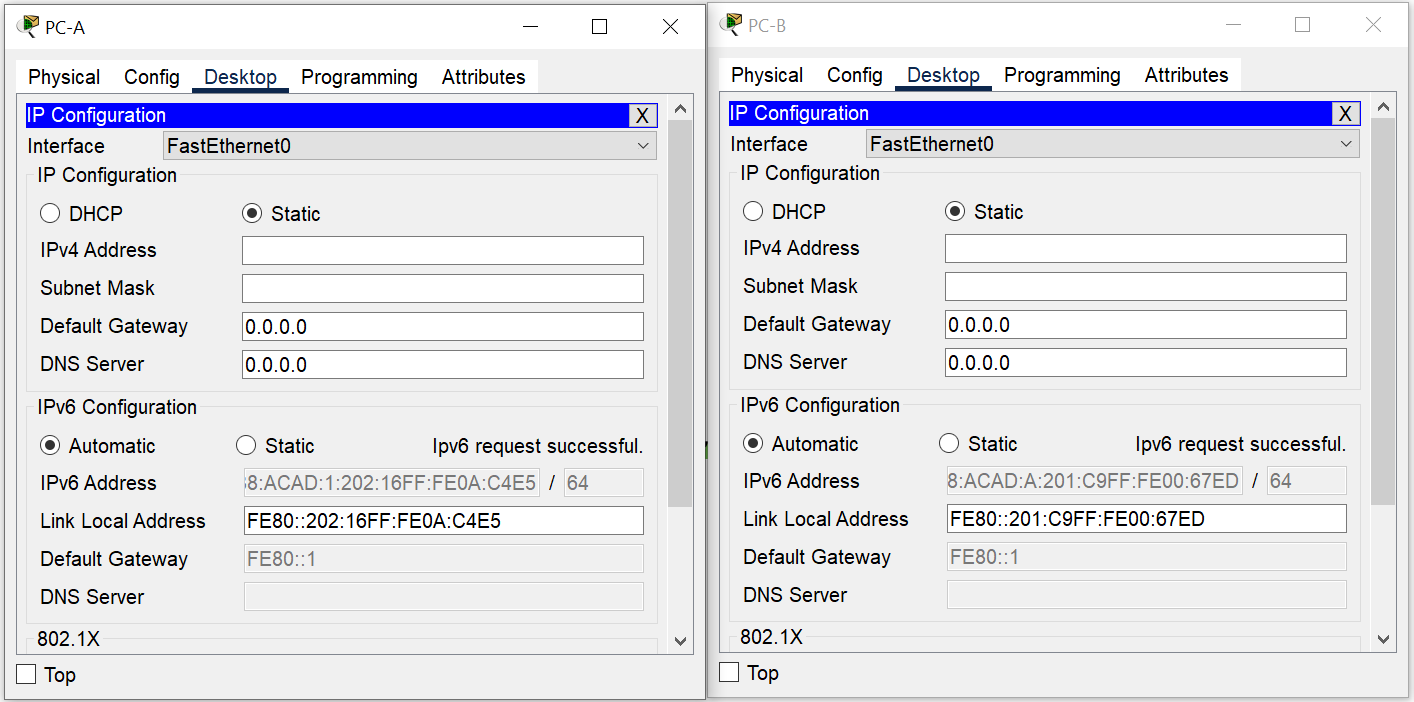 PC-A
Physical Config Desktop Programming Attributes
IP Configuration X
Interface FastEthernet0
IP Configuration
DHCP Static
IPv4 Address
Subnet Mask
Default Gateway 0.0.0.0
DNS Server 0.0.0.0
IPv6 Configuration
Automatic Static Ipv6 request successful.
IPv6 Address 8:ACAD:1:202:16FF:FE0A:C4E5 / 64
Link Local Address FE80::202:16FF:FE0A:C4E5
Default Gateway FE80::1
DNS Server
802.1X
Top
PC-B
Physical Config Desktop Programming Attributes
IP Configuration X
Interface FastEthernet0
IP Configuration
DHCP Static
IPv4 Address
Subnet Mask
Default Gateway 0.0.0.0
DNS Server 0.0.0.0
IPv6 Configuration
Automatic Static Ipv6 request successful.
IPv6 Address 8:ACAD:A:201:C9FF:FE00:67ED / 64
Link Local Address FE80::201:C9FF:FE00:67ED
Default Gateway FE80::1
DNS Server
802.1X
Top